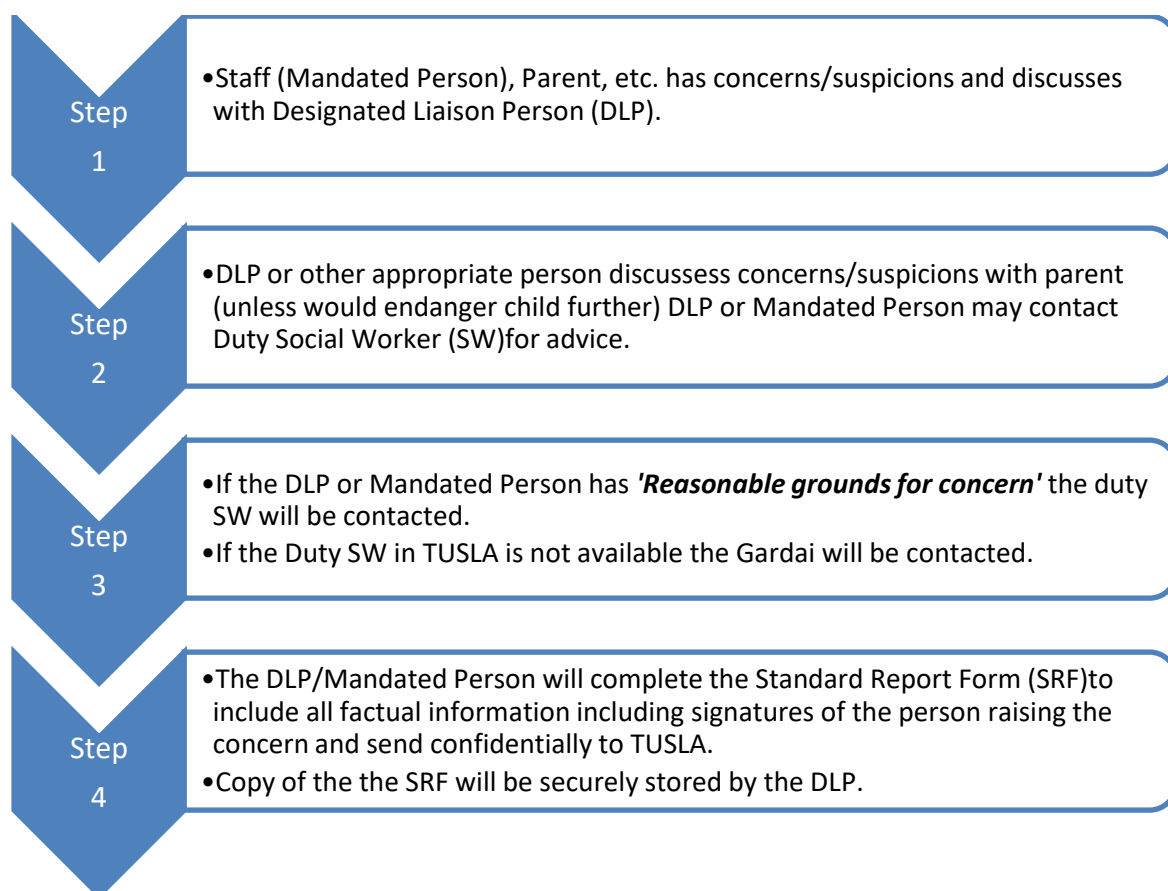 Step
1
•Staff (Mandated Person), Parent, etc. has concerns/suspicions and discusses
with Designated Liaison Person (DLP).
Step
2
•DLP or other appropriate person discussess concerns/suspicions with parent
(unless would endanger child further) DLP or Mandated Person may contact
Duty Social Worker (SW)for advice.
Step
3
•If the DLP or Mandated Person has 'Reasonable grounds for concern' the duty
SW will be contacted.
•If the Duty SW in TUSLA is not available the Gardai will be contacted.
Step
4
•The DLP/Mandated Person will complete the Standard Report Form (SRF)to
include all factual information including signatures of the person raising the
concern and send confidentially to TUSLA.
•Copy of the the SRF will be securely stored by the DLP.